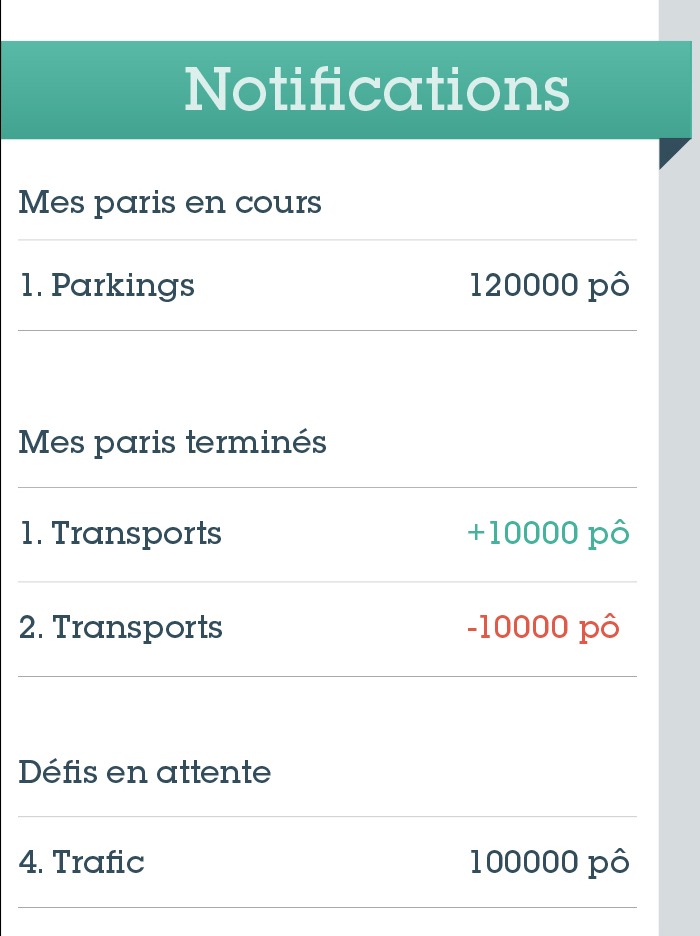 Notifications
Mes paris en cours
1. Parkings 120000 pô
Mes paris terminés
1. Transports +10000 pô
2. Transports -10000 pô
Défis en attente
4. Trafic 100000 pô